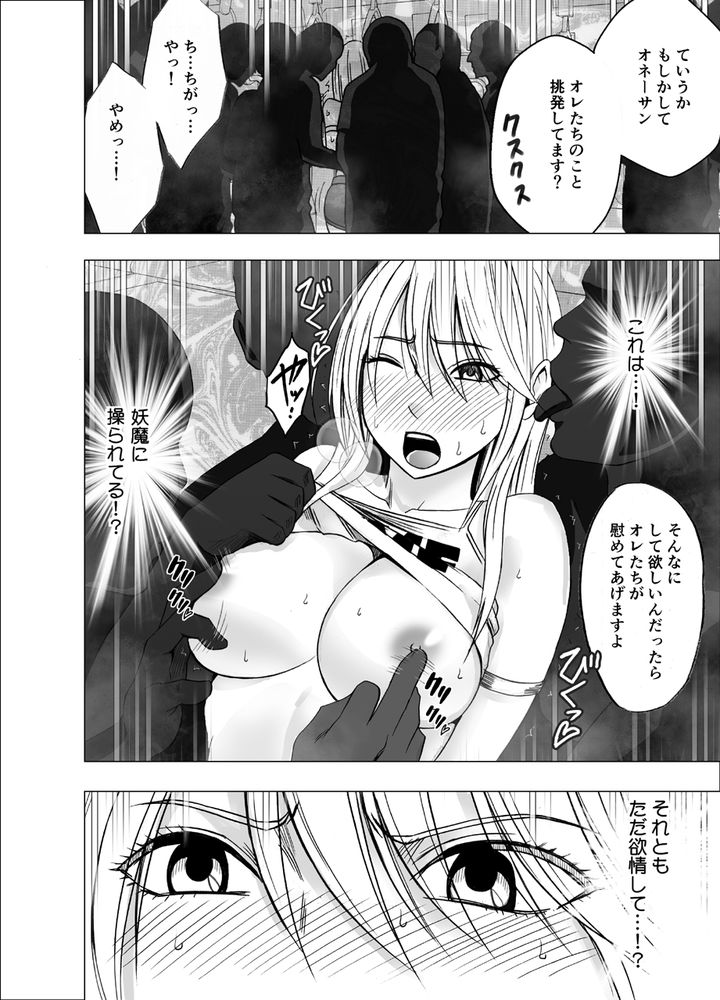 ていうか
もしかして
オネーサン
オレたちのこと
挑発してます?
クスクス
ち…ちがっ…
やっ!
やめっ…!
これは…!
びくっ♡
やッ!
妖魔に
操られてる!?
そんなに
して欲しいんだったら
オレたちが
慰めてあげますよ
びくっ♡
それとも
ただ欲情して…!?